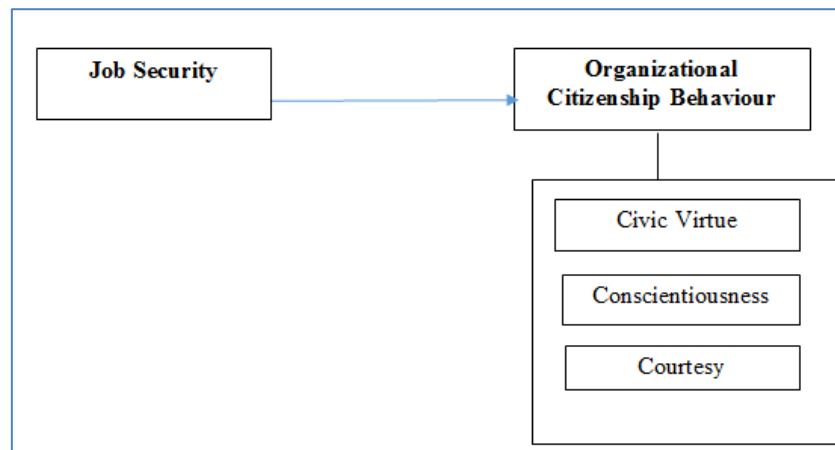 Job Security
Organizational
Citizenship Behaviour
Civic Virtue
Conscientiousness
Courtesy